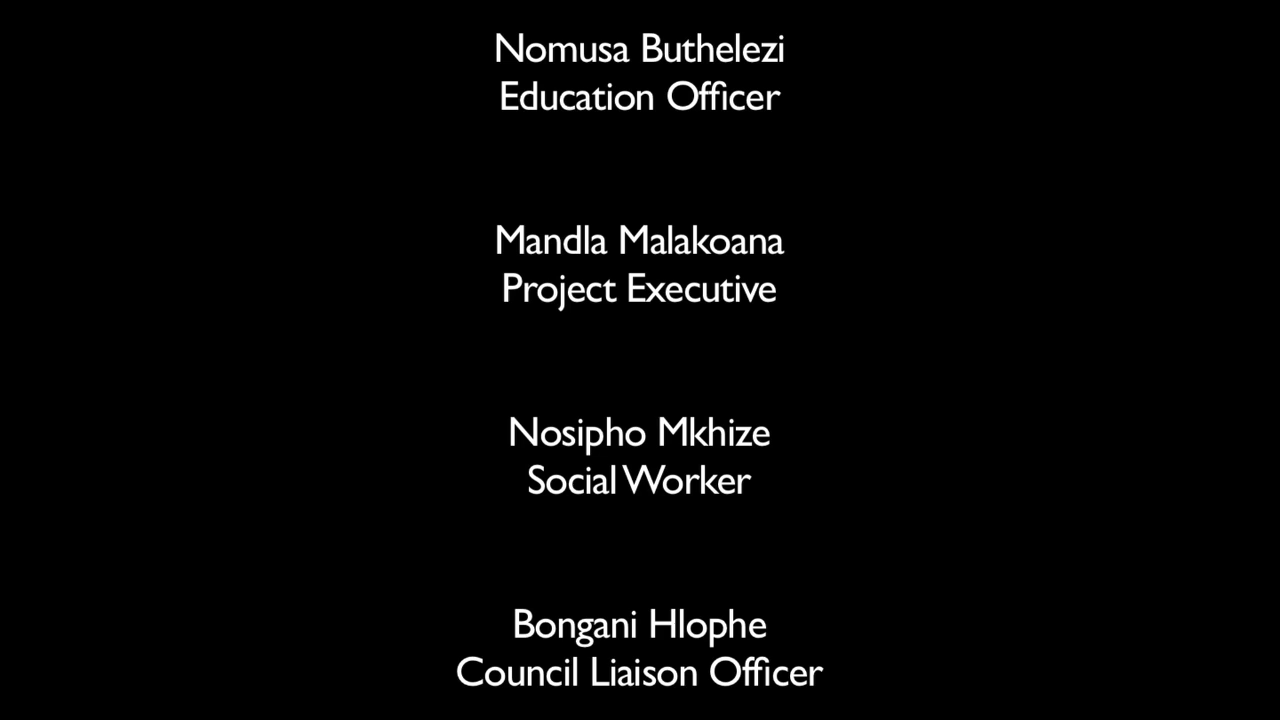 Nomusa Buthelezi
Education Officer
Mandla Malakoana
Project Executive
Nosipho Mkhize
Social Worker
Bongani Hlophe
Council Liaison Officer